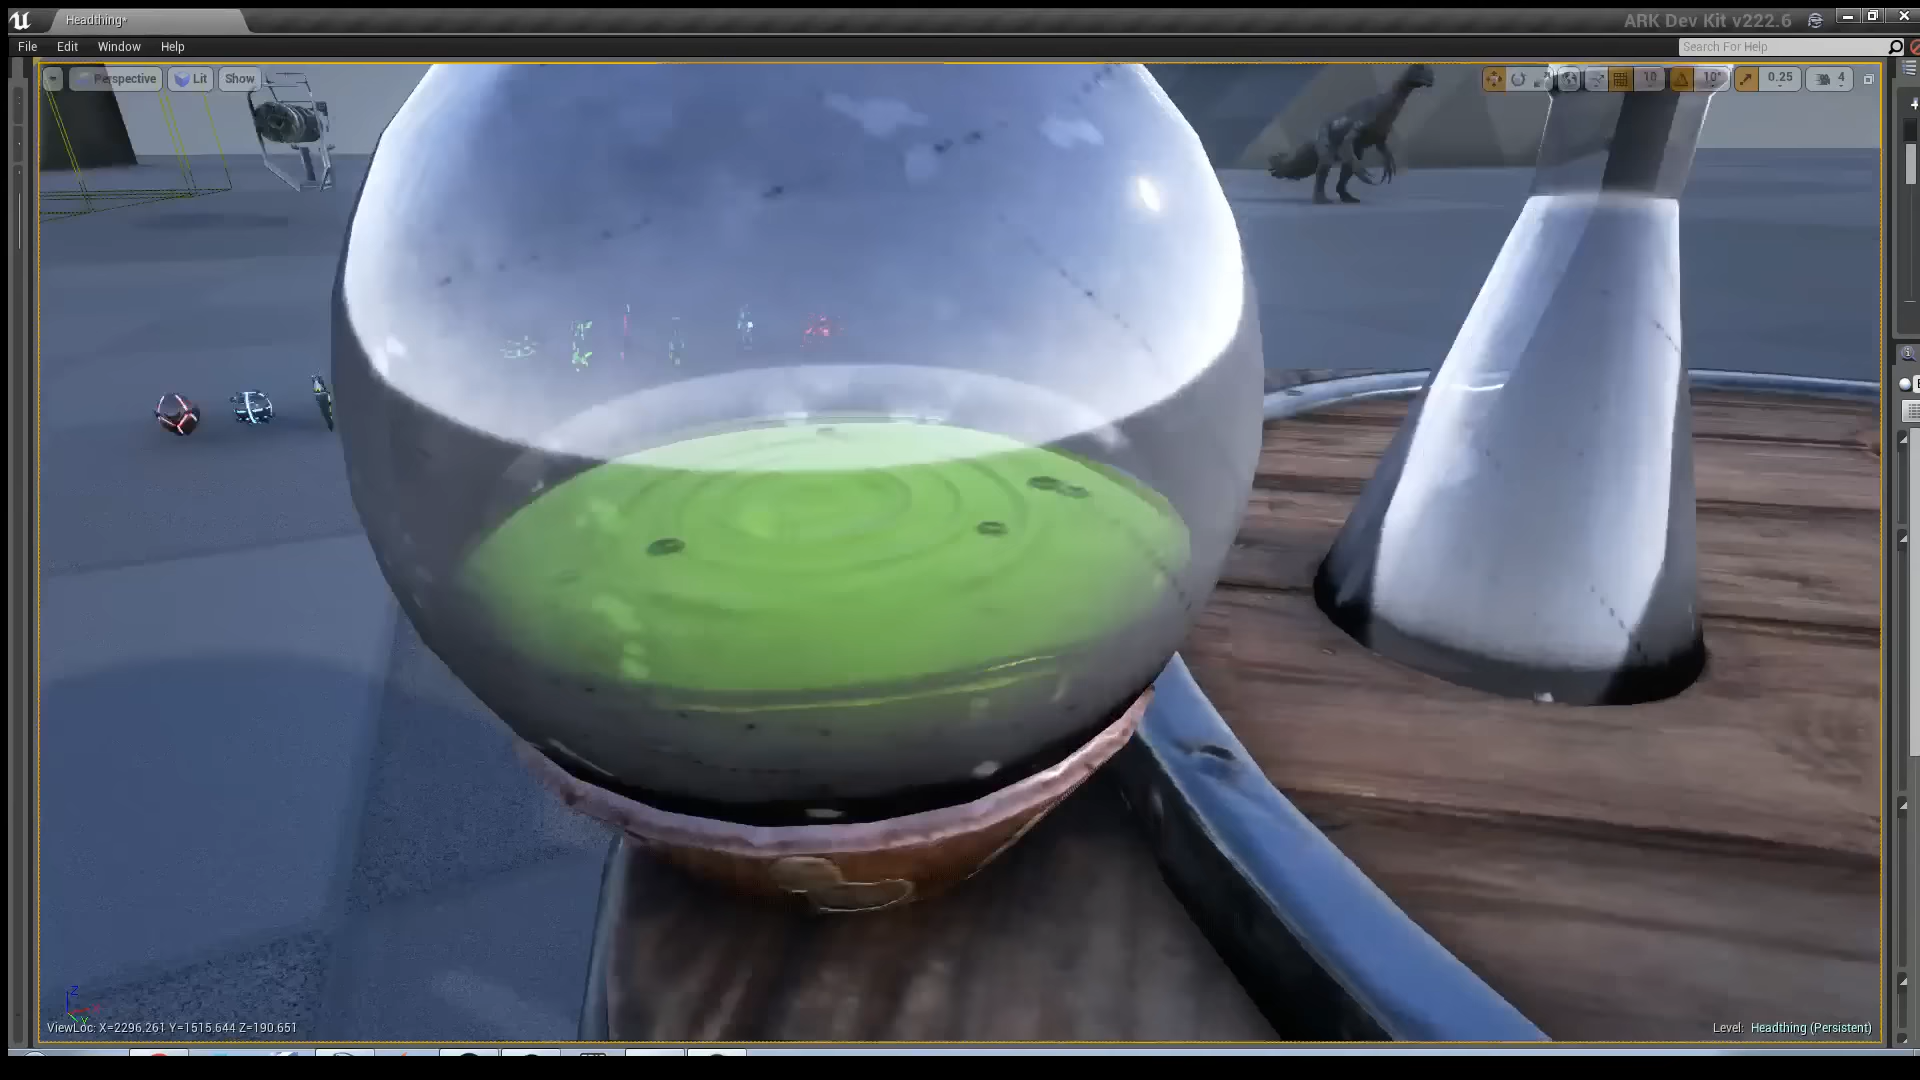 Headthing*
ARK Dev Kit v222.6
File Edit Window Help
Search For Help
Perspective Lit Show
10 10° 0.25 4
ViewLoc: X=2296.261 Y=1515.644 Z=190.651
Level: Headthing (Persistent)